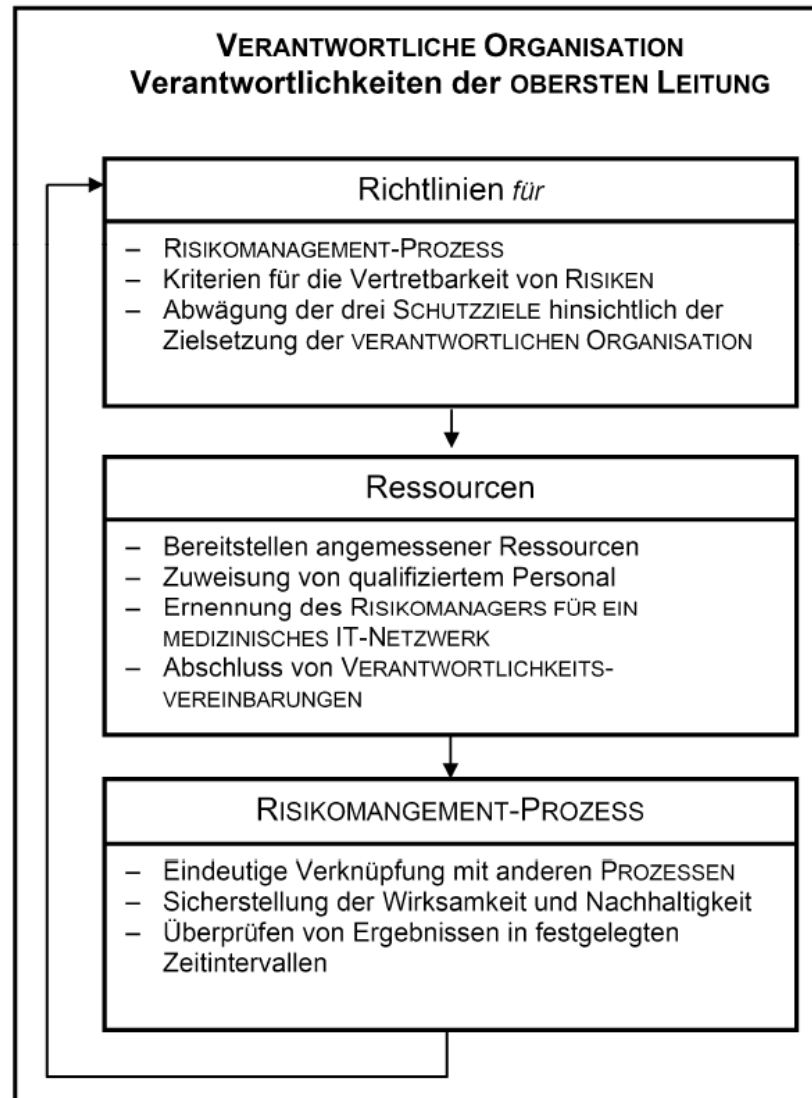 VERANTWORTLICHE ORGANISATION
Verantwortlichkeiten der OBERSTEN LEITUNG
Richtlinien für
– RISIKOMANAGEMENT-PROZESS
– Kriterien für die Vertretbarkeit von RISIKEN
– Abwägung der drei SCHUTZZIELE hinsichtlich der
Zielsetzung der VERANTWORTLICHEN ORGANISATION
Ressourcen
– Bereitstellen angemessener Ressourcen
– Zuweisung von qualifiziertem Personal
– Ernennung des RISIKOMANAGERS FÜR EIN
MEDIZINISCHES IT-NETZWERK
– Abschluss von VERANTWORTLICHKEITS-
VEREINBARUNGEN
RISIKOMANGEMENT-PROZESS
– Eindeutige Verknüpfung mit anderen PROZESSEN
– Sicherstellung der Wirksamkeit und Nachhaltigkeit
– Überprüfen von Ergebnissen in festgelegten
Zeitintervallen